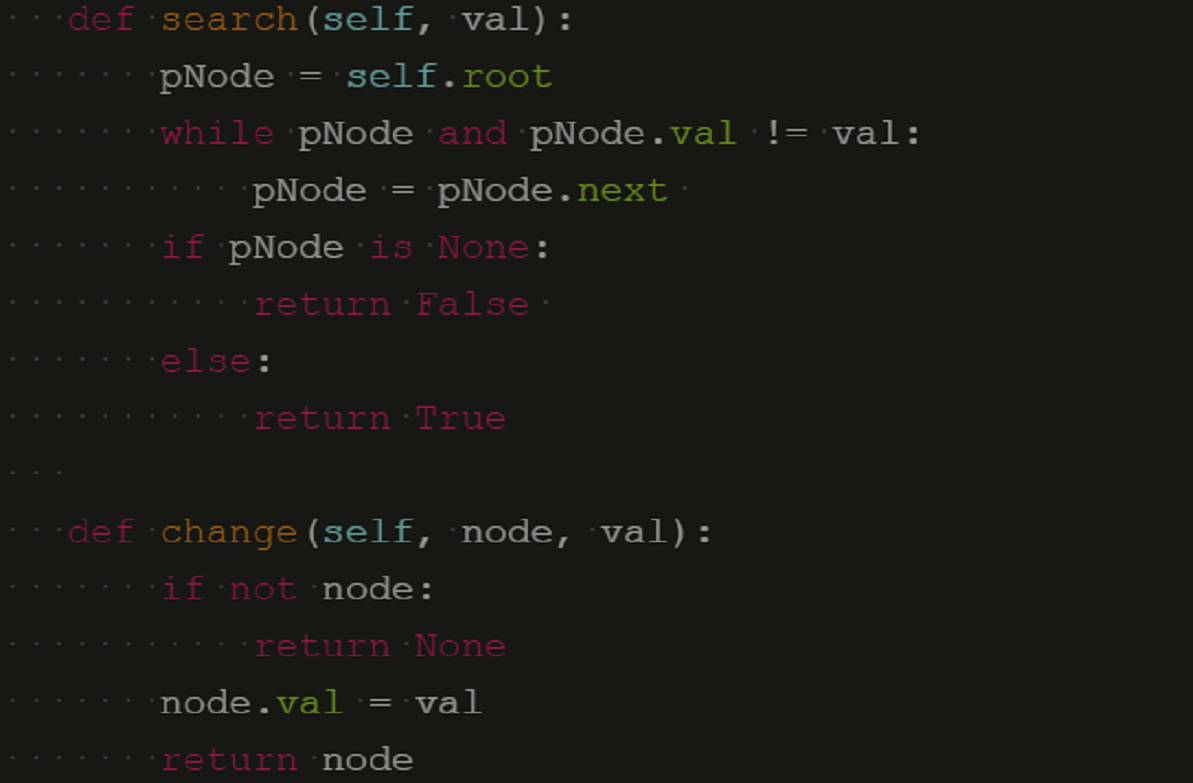 def search(self, val):
        pNode = self.root
        while pNode and pNode.val != val:
            pNode = pNode.next
        if pNode is None:
            return False
        else:
            return True

    def change(self, node, val):
        if not node:
            return None
        node.val = val
        return node